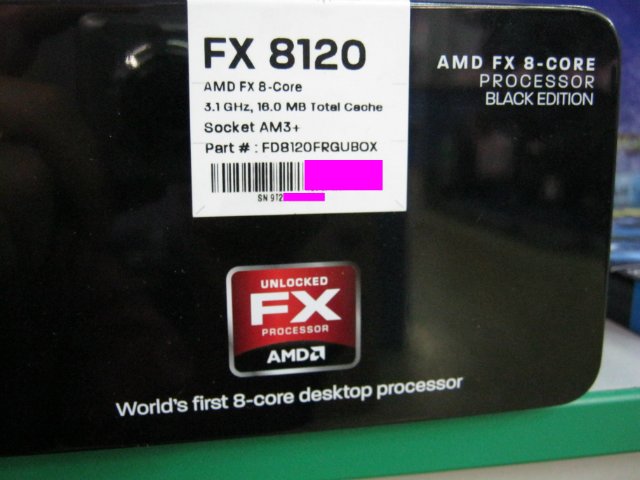 FX 8120
AMD FX 8-Core
3.1 GHz, 16.0 MB Total Cache
Socket AM3+
Part # : FD8120FRGUBOX
SN 9T2
AMD FX 8-CORE
PROCESSOR
BLACK EDITION
UNLOCKED
FX
PROCESSOR
AMD
World's first 8-core desktop processor